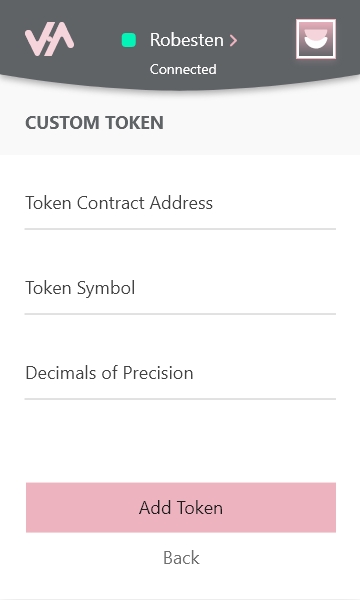 Robesten
Connected
CUSTOM TOKEN
Token Contract Address
Token Symbol
Decimals of Precision
Add Token
Back